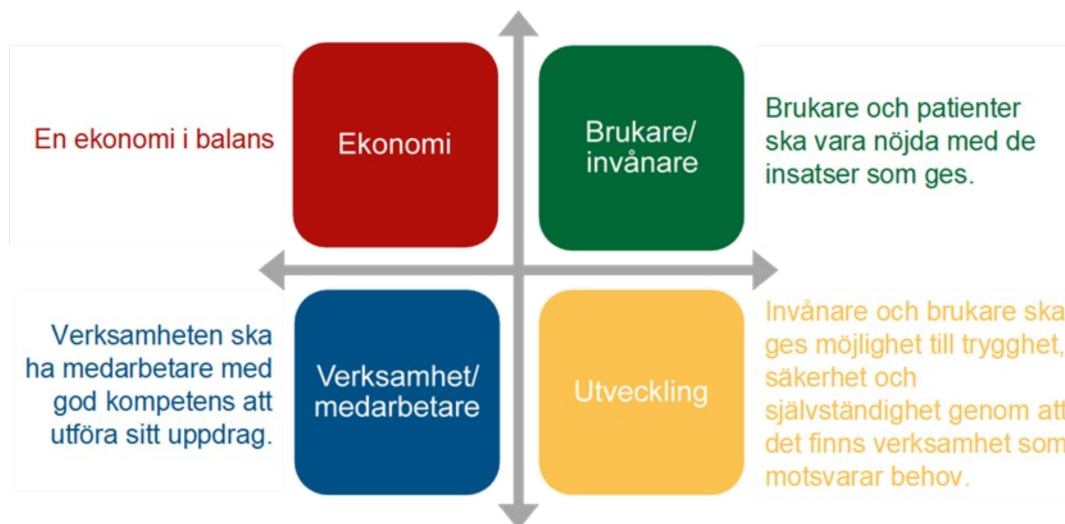 En ekonomi i balans
Ekonomi
Brukare/
invånare
Brukare och patienter
ska vara nöjda med de
insatser som ges.
Verksamheten ska
ha medarbetare med
god kompetens att
utföra sitt uppdrag.
Verksamhet/
medarbetare
Utveckling
Invånare och brukare ska
ges möjlighet till trygghet,
säkerhet och
självständighet genom att
det finns verksamhet som
motsvarar behov.